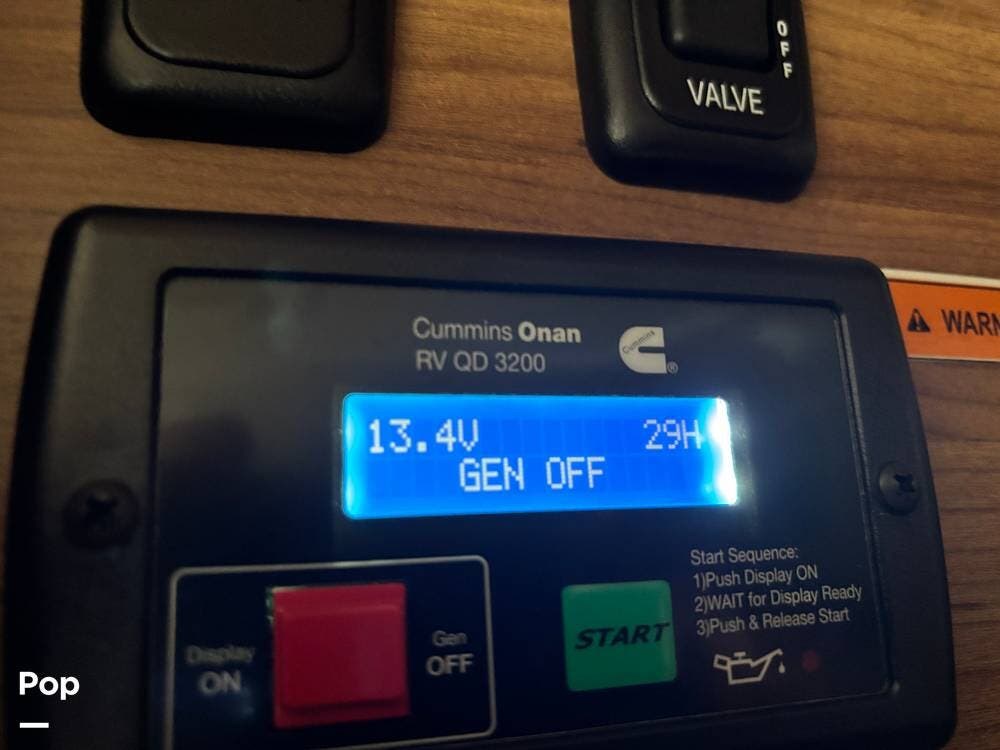 OFF
VALVE
Cummins Onan
RV QD 3200
Cummins
®
WARN
13.4V 29H
GEN OFF
Start Sequence:
1)Push Display ON
2)WAIT for Display Ready
3)Push & Release Start
Display
ON
Gen
OFF
START
Pop